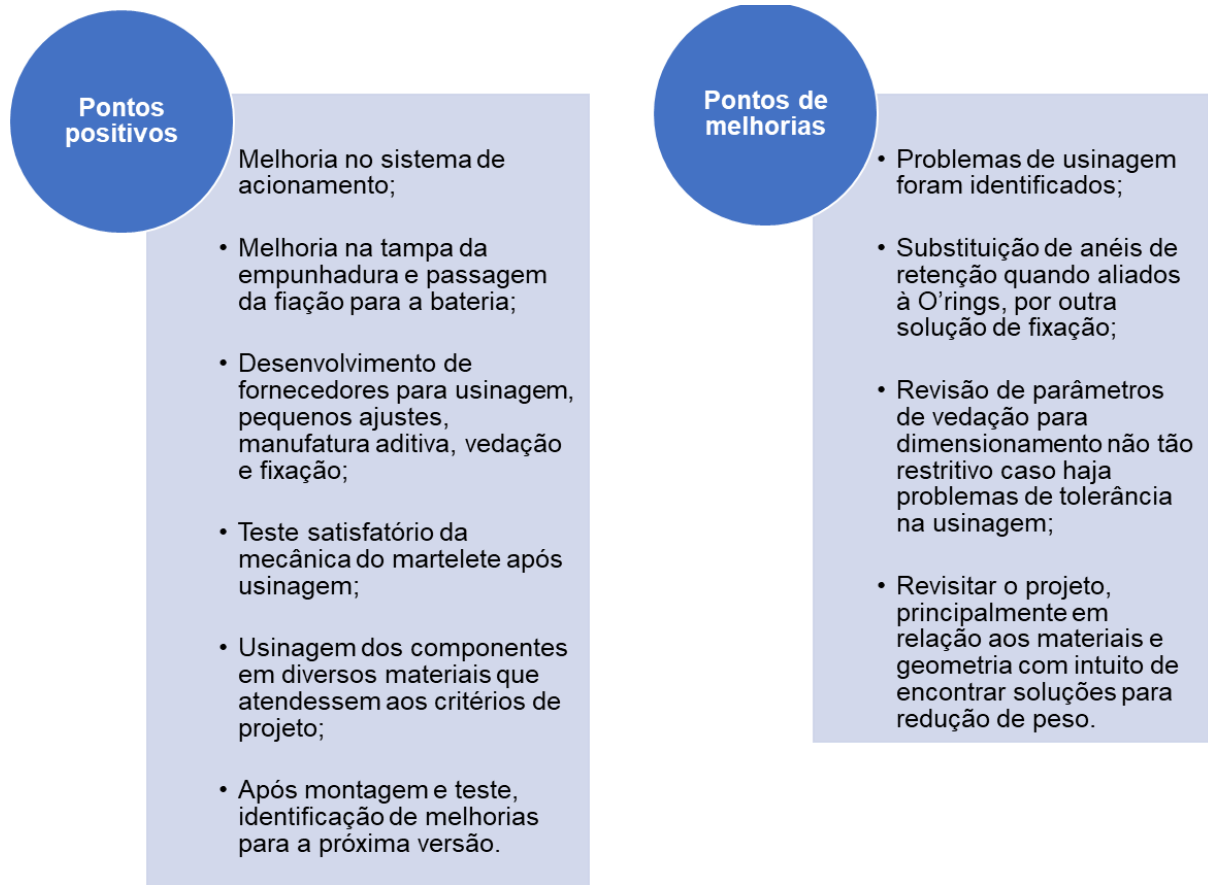 Pontos
positivos
Melhoria no sistema de
acionamento;
• Melhoria na tampa da
empunhadura e passagem
da fiação para a bateria;
• Desenvolvimento de
fornecedores para usinagem,
pequenos ajustes,
manufatura aditiva, vedação
e fixação;
• Teste satisfatório da
mecânica do martelete após
usinagem;
• Usinagem dos componentes
em diversos materiais que
atendessem aos critérios de
projeto;
• Após montagem e teste,
identificação de melhorias
para a próxima versão.
Pontos de
melhorias
• Problemas de usinagem
foram identificados;
• Substituição de anéis de
retenção quando aliados
à O’rings, por outra
solução de fixação;
• Revisão de parâmetros
de vedação para
dimensionamento não tão
restritivo caso haja
problemas de tolerância
na usinagem;
• Revisitar o projeto,
principalmente em
relação aos materiais e
geometria com intuito de
encontrar soluções para
redução de peso.